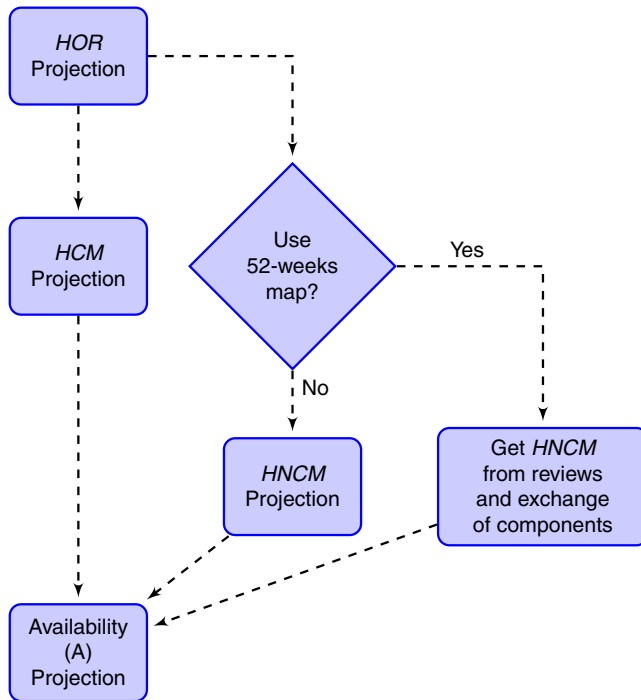 HOR
Projection
HCM
Projection
Use
52-weeks
map?
Yes
No
HNCM
Projection
Get HNCM
from reviews
and exchange
of components
Availability
(A)
Projection